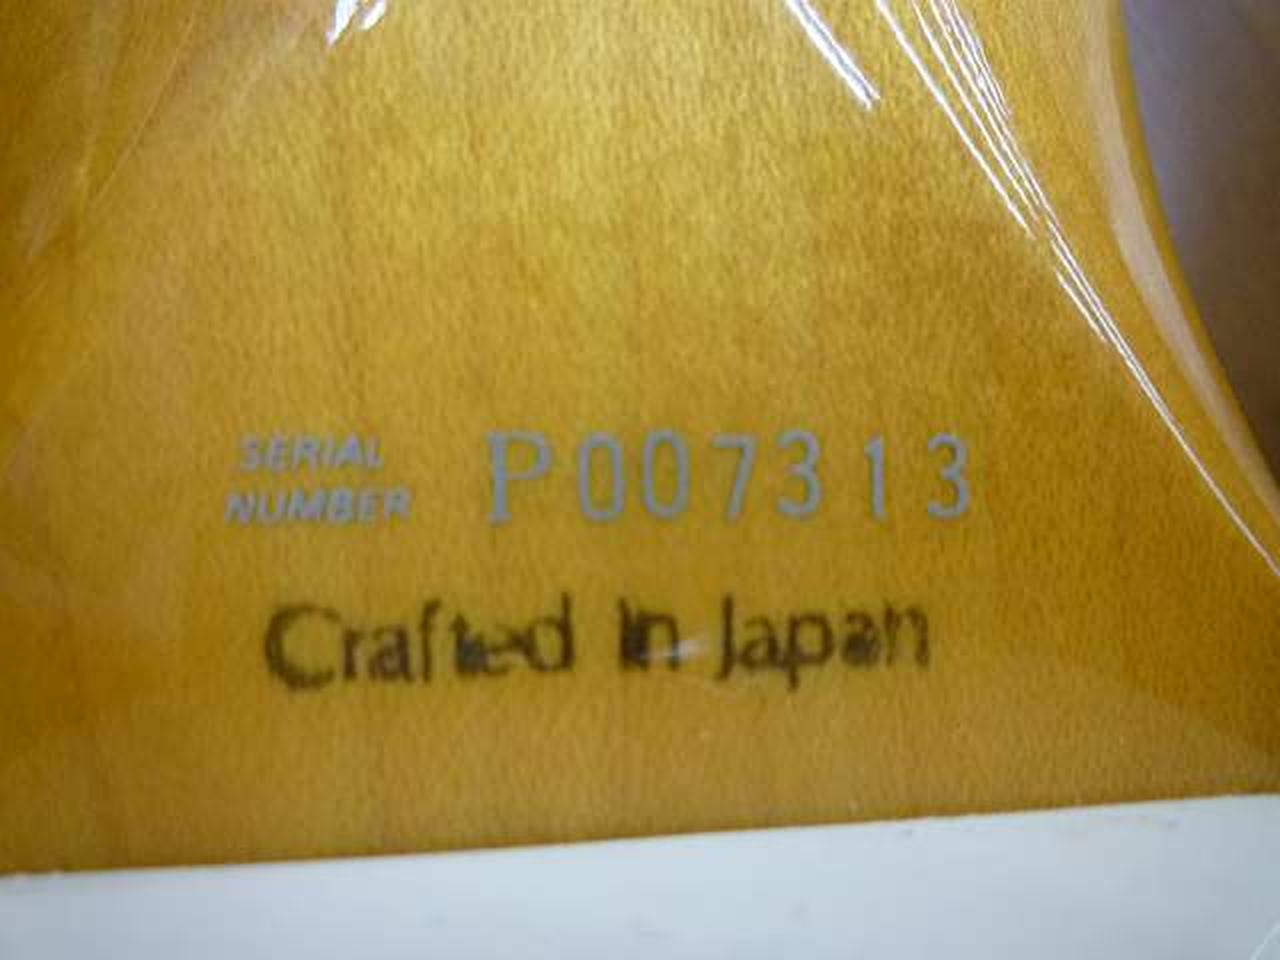 SERIAL
NUMBER P007313
Crafted in Japan